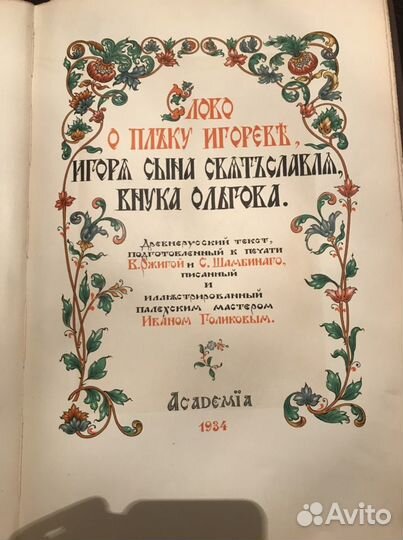 Слово
о плъку Игоревѣ,
Игоря сына Святъславля,
внука Ольгова.
Древнерусский текст,
подготовленный к печати
В.Ржигой и С.Шамбинаго.
писанный
и
иллюстрированный
палехским мастером
Иваном Голиковым.
Academїa
1934
Avito